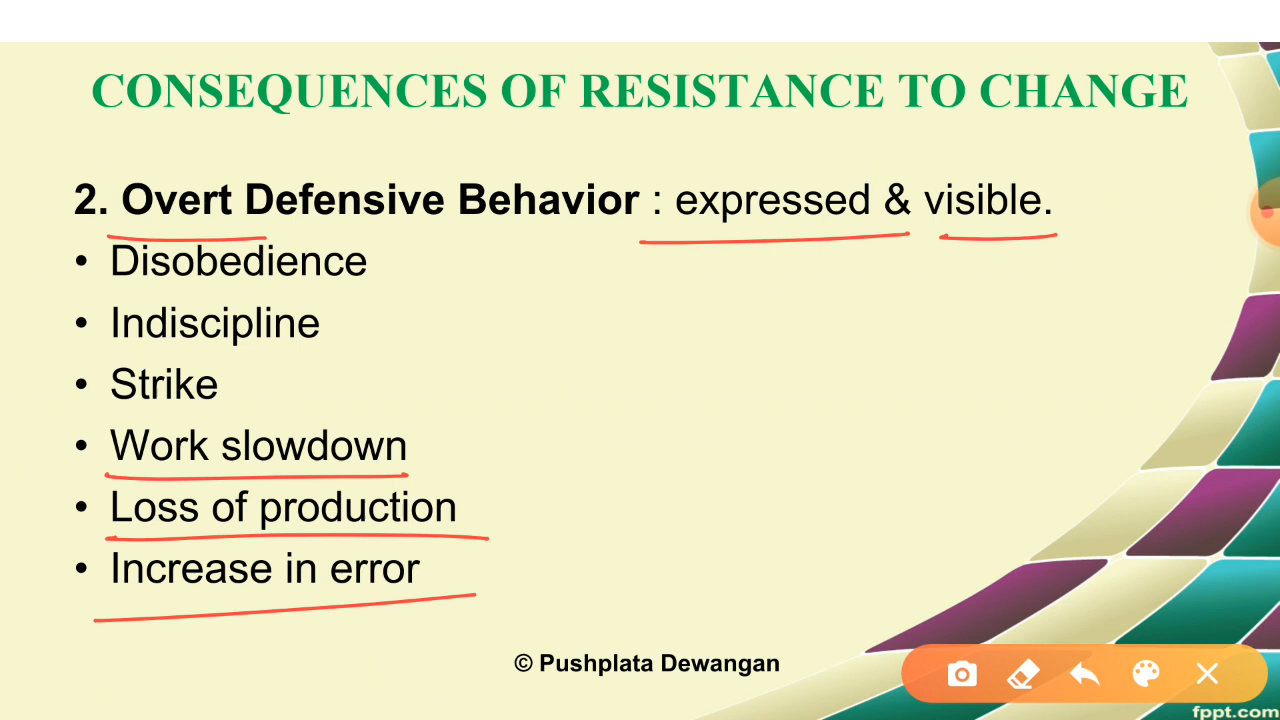 CONSEQUENCES OF RESISTANCE TO CHANGE
2. Overt Defensive Behavior : expressed & visible.
• Disobedience
• Indiscipline
• Strike
• Work slowdown
• Loss of production
• Increase in error
© Pushplata Dewangan
fppt.com